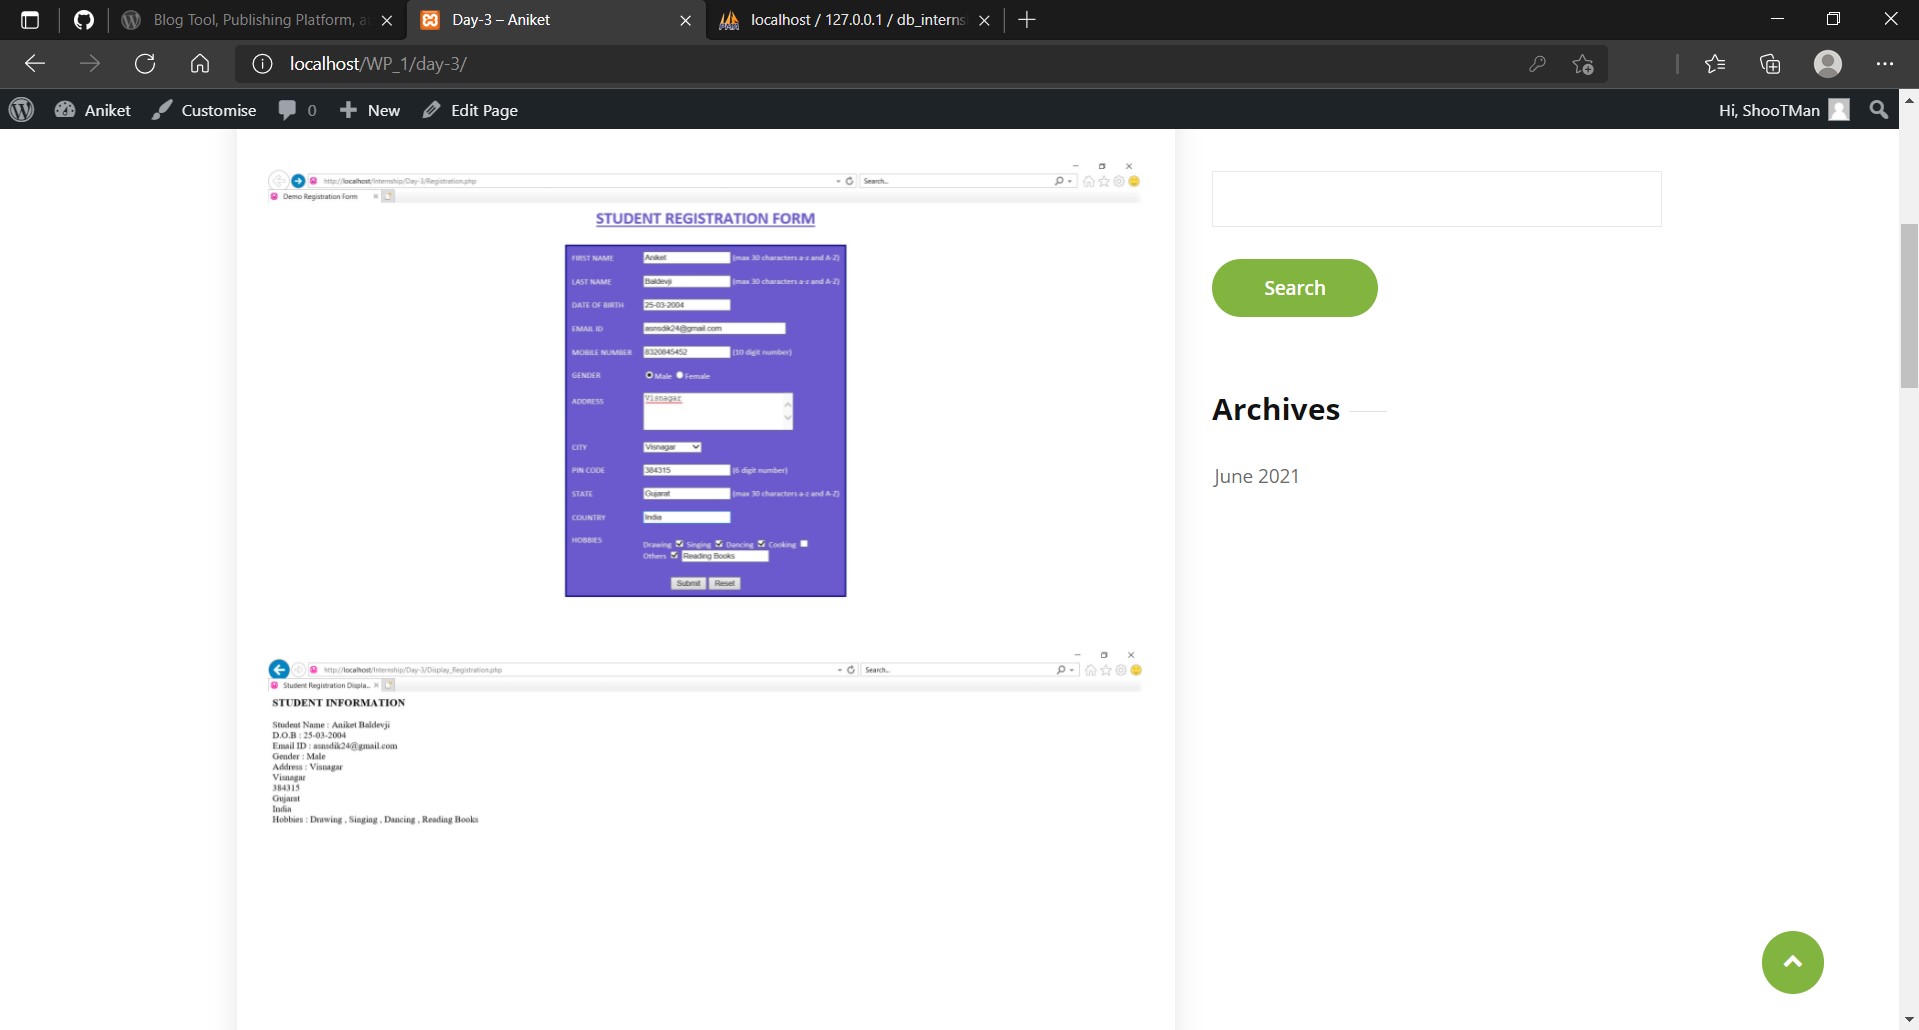 Blog Tool, Publishing Platform, a
Day-3 – Aniket
localhost / 127.0.0.1 / db_interns
localhost/WP_1/day-3/
Aniket
Customise
0
New
Edit Page
Hi, ShooTMan
http://localhost/Internship/Day-3/Registration.php
Search...
Demo Registration Form
STUDENT REGISTRATION FORM
FIRST NAME Aniket (max 30 characters a-z and A-Z)
LAST NAME Baldevji (max 30 characters a-z and A-Z)
DATE OF BIRTH 25-03-2004
EMAIL ID asnsdik24@gmail.com
MOBILE NUMBER 8320845452 (10 digit number)
GENDER Male Female
ADDRESS Visnagar
CITY Visnagar
PIN CODE 384315 (6 digit number)
STATE Gujarat (max 30 characters a-z and A-Z)
COUNTRY India
HOBBIES Drawing Singing Dancing Cooking
Others Reading Books
Submit Reset
http://localhost/Internship/Day-3/Display_Registration.php
Search...
Student Registration Displa...
STUDENT INFORMATION
Student Name : Aniket Baldevji
D.O.B : 25-03-2004
Email ID : asnsdik24@gmail.com
Gender : Male
Address : Visnagar
Visnagar
384315
Gujarat
India
Hobbies : Drawing , Singing , Dancing , Reading Books
Search
Archives
June 2021